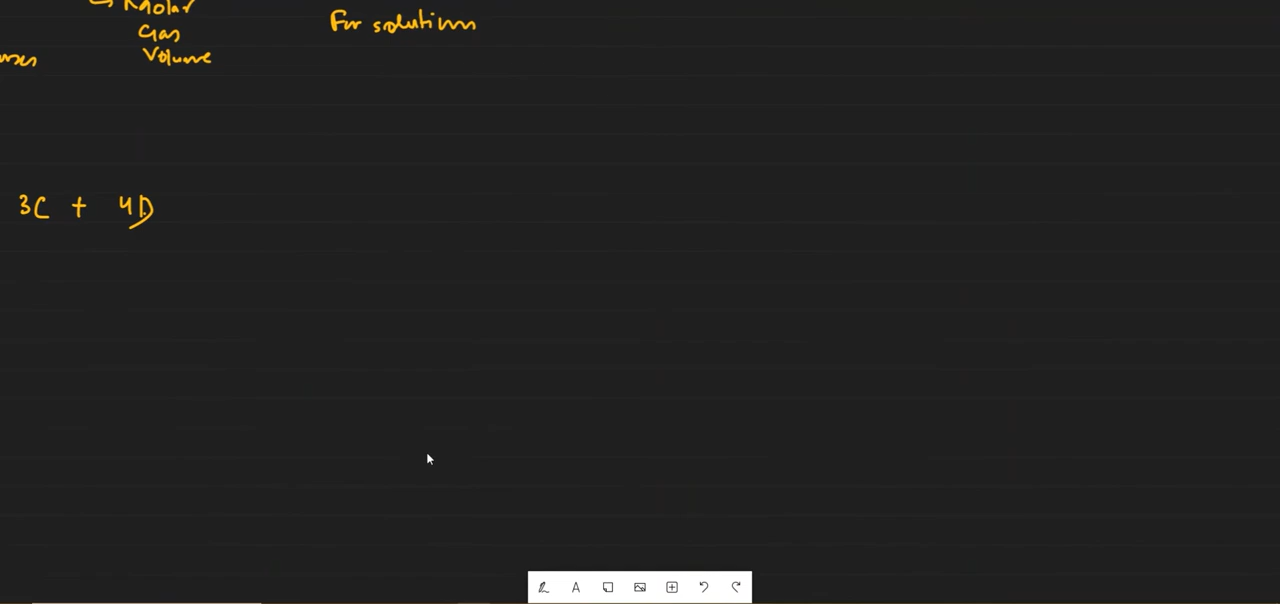 Molar
Gas
Volume
For solutions
3C + 4D
A